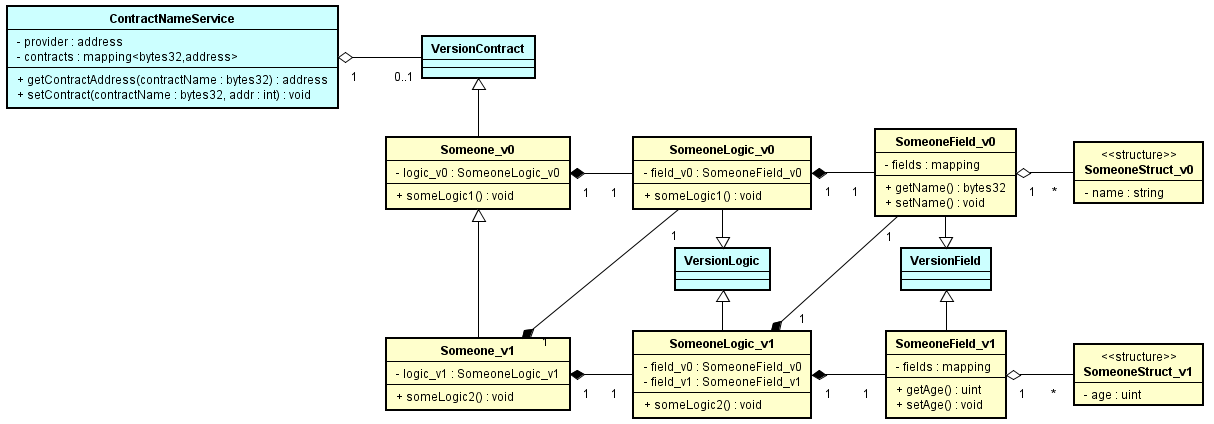 ContractNameService
- provider : address
- contracts : mapping<bytes32,address>
+ getContractAddress(contractName : bytes32) : address
+ setContract(contractName : bytes32, addr : int) : void
1
0..1
VersionContract
Someone_v0
- logic_v0 : SomeoneLogic_v0
+ someLogic1() : void
1
1
SomeoneLogic_v0
- field_v0 : SomeoneField_v0
+ someLogic1() : void
1
1
SomeoneField_v0
- fields : mapping
+ getName() : bytes32
+ setName() : void
1
*
<<structure>>
SomeoneStruct_v0
- name : string
1
1
VersionLogic
VersionField
1
1
Someone_v1
- logic_v1 : SomeoneLogic_v1
+ someLogic2() : void
1
1
SomeoneLogic_v1
- field_v0 : SomeoneField_v0
- field_v1 : SomeoneField_v1
+ someLogic2() : void
1
1
SomeoneField_v1
- fields : mapping
+ getAge() : uint
+ setAge() : void
1
*
<<structure>>
SomeoneStruct_v1
- age : uint